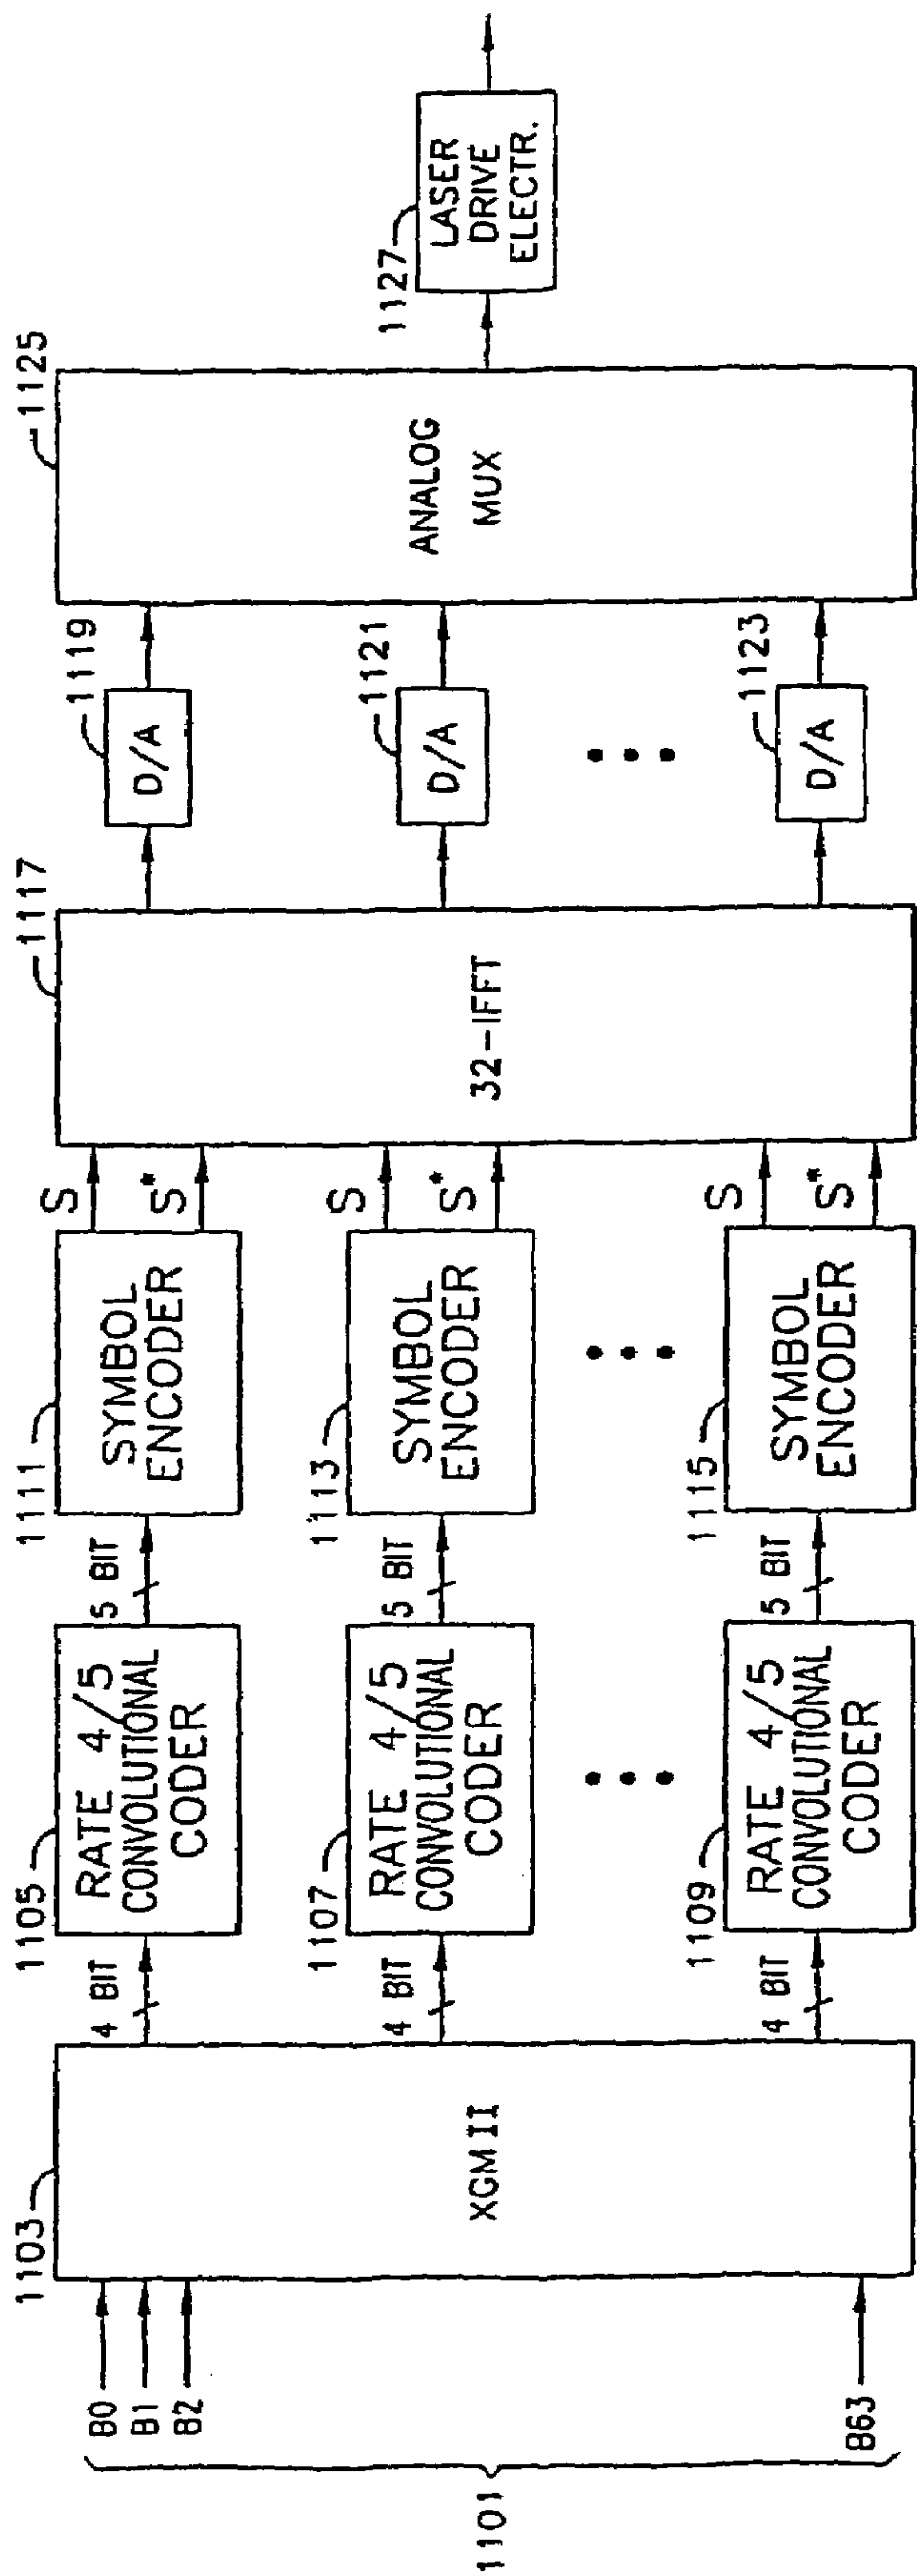 1101
B0
B1
B2
B63
1103
XGMII
4 BIT
4 BIT
4 BIT
1105
RATE 4/5
CONVOLUTIONAL
CODER
1107
RATE 4/5
CONVOLUTIONAL
CODER
1109
RATE 4/5
CONVOLUTIONAL
CODER
5 BIT
5 BIT
5 BIT
1111
SYMBOL
ENCODER
1113
SYMBOL
ENCODER
1115
SYMBOL
ENCODER
S
S*
S
S*
S
S*
1117
32-IFFT
D/A
1119
D/A
1121
D/A
1123
1125
ANALOG
MUX
1127
LASER
DRIVE
ELECTR.